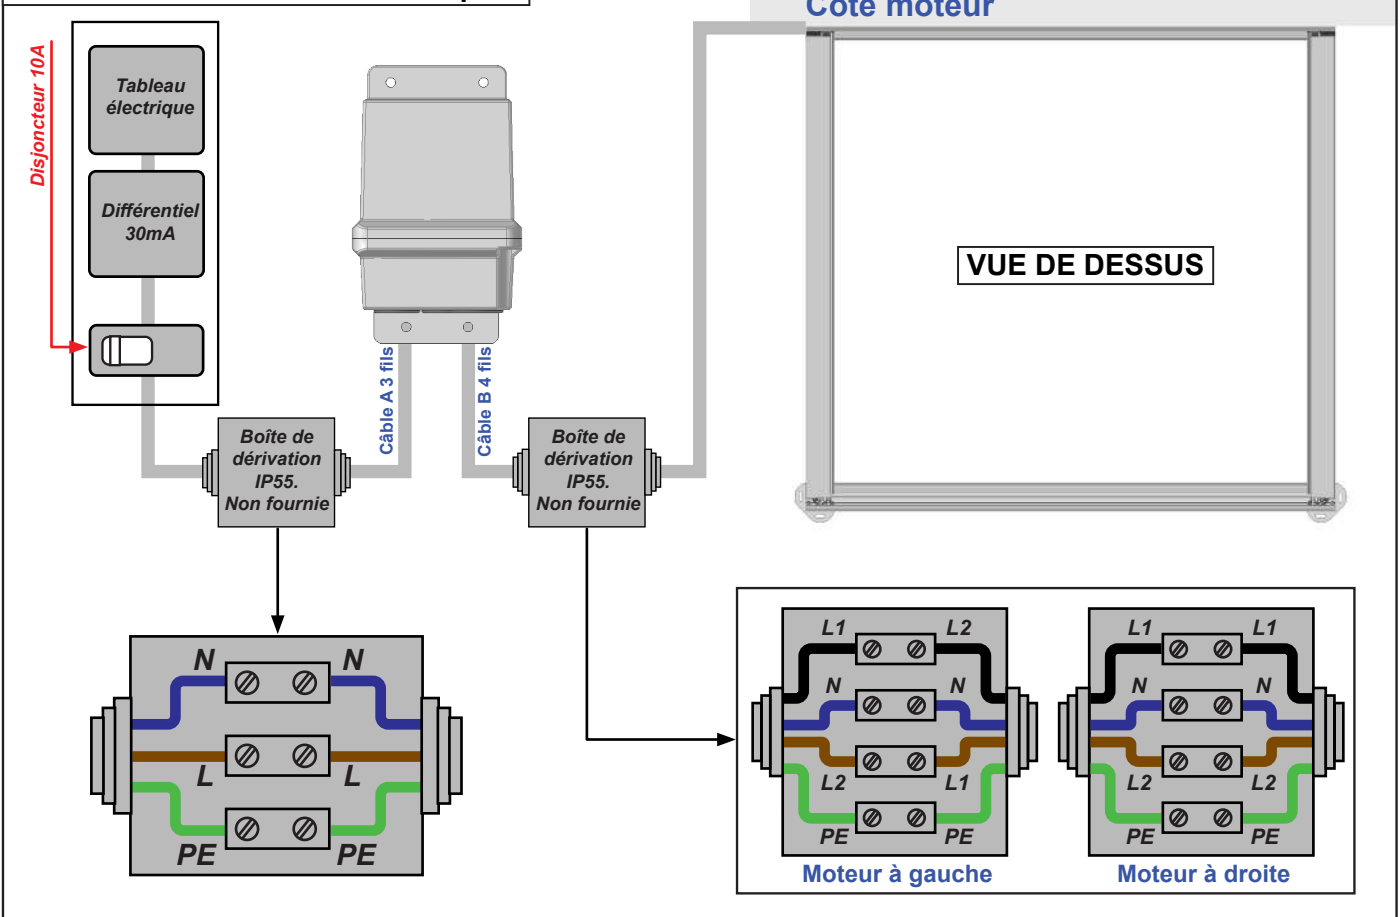 Côté moteur
Disjoncteur 10A
Tableau
électrique
Différentiel
30mA
Câble A 3 fils
Câble B 4 fils
VUE DE DESSUS
Boîte de
dérivation
IP55.
Non fournie
Boîte de
dérivation
IP55.
Non fournie
N N
L L
PE PE
L1 L2
N N
L2 L1
PE PE
Moteur à gauche
L1 L1
N N
L2 L2
PE PE
Moteur à droite